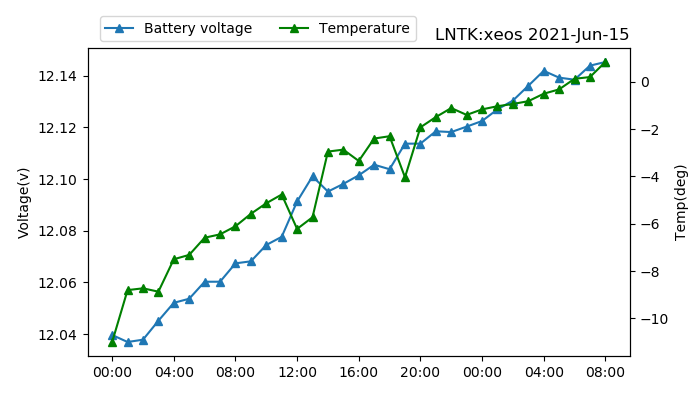 Battery voltage Temperature
LNTK:xeos 2021-Jun-15
Voltage(v)
12.14
12.12
12.10
12.08
12.06
12.04
0
−2
−4
−6
−8
−10
Temp(deg)
00:00 04:00 08:00 12:00 16:00 20:00 00:00 04:00 08:00